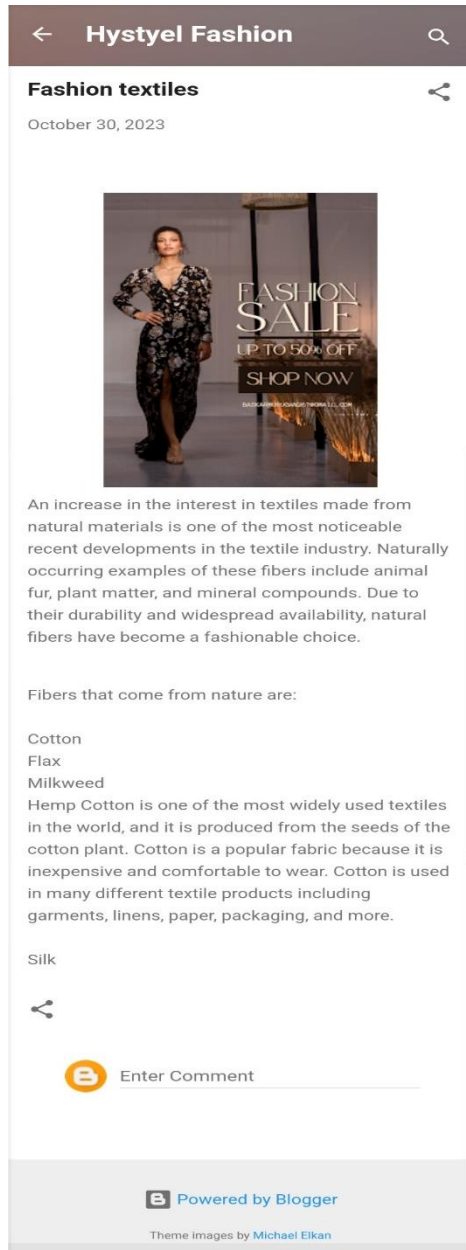 Hystyel Fashion
Fashion textiles
October 30, 2023
FASHION
SALE
UP TO 50% OFF
SHOP NOW
An increase in the interest in textiles made from
natural materials is one of the most noticeable
recent developments in the textile industry. Naturally
occurring examples of these fibers include animal
fur, plant matter, and mineral compounds. Due to
their durability and widespread availability, natural
fibers have become a fashionable choice.
Fibers that come from nature are:
Cotton
Flax
Milkweed
Hemp Cotton is one of the most widely used textiles
in the world, and it is produced from the seeds of the
cotton plant. Cotton is a popular fabric because it is
inexpensive and comfortable to wear. Cotton is used
in many different textile products including
garments, linens, paper, packaging, and more.
Silk
Enter Comment
Powered by Blogger
Theme images by Michael Elkan